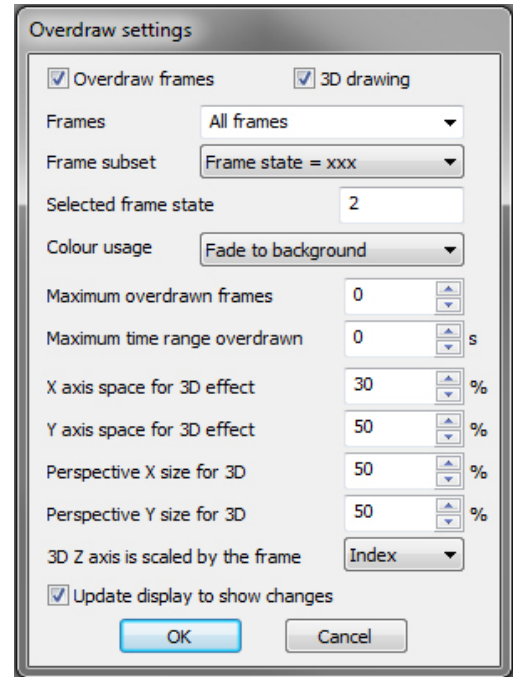 Overdraw settings
Overdraw frames 3D drawing
Frames All frames
Frame subset Frame state = xxx
Selected frame state 2
Colour usage Fade to background
Maximum overdrawn frames 0
Maximum time range overdrawn 0 s
X axis space for 3D effect 30 %
Y axis space for 3D effect 50 %
Perspective X size for 3D 50 %
Perspective Y size for 3D 50 %
3D Z axis is scaled by the frame Index
Update display to show changes
OK Cancel